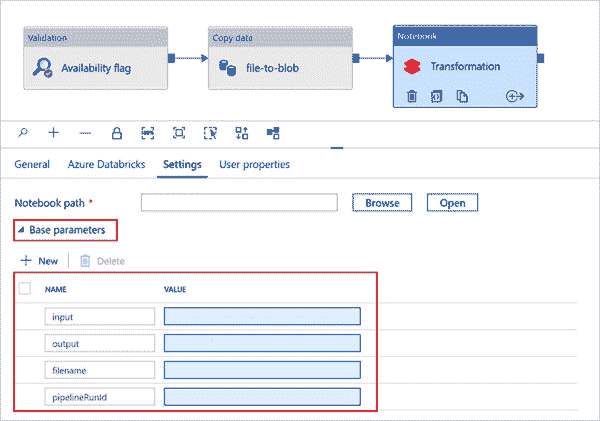 Validation
Availability flag
Copy data
file-to-blob
Notebook
Transformation
General Azure Databricks Settings User properties
Notebook path * Browse Open
Base parameters
New Delete
NAME VALUE
input
output
filename
pipelineRunId